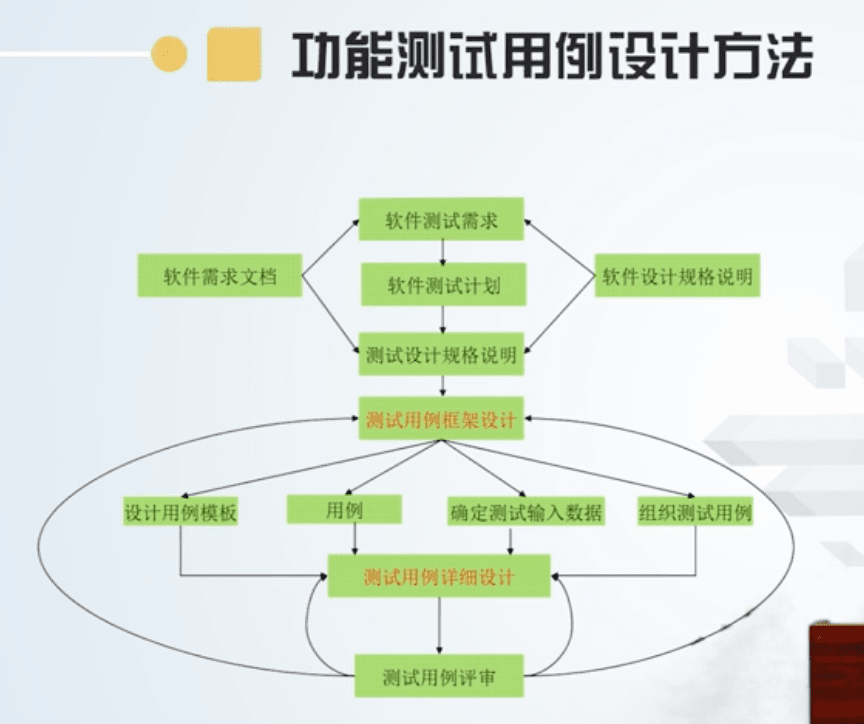 功能测试用例设计方法
软件测试需求
软件需求文档
软件设计规格说明
软件测试计划
测试设计规格说明
测试用例框架设计
设计用例模板
用例
确定测试输入数据
组织测试用例
测试用例详细设计
测试用例评审